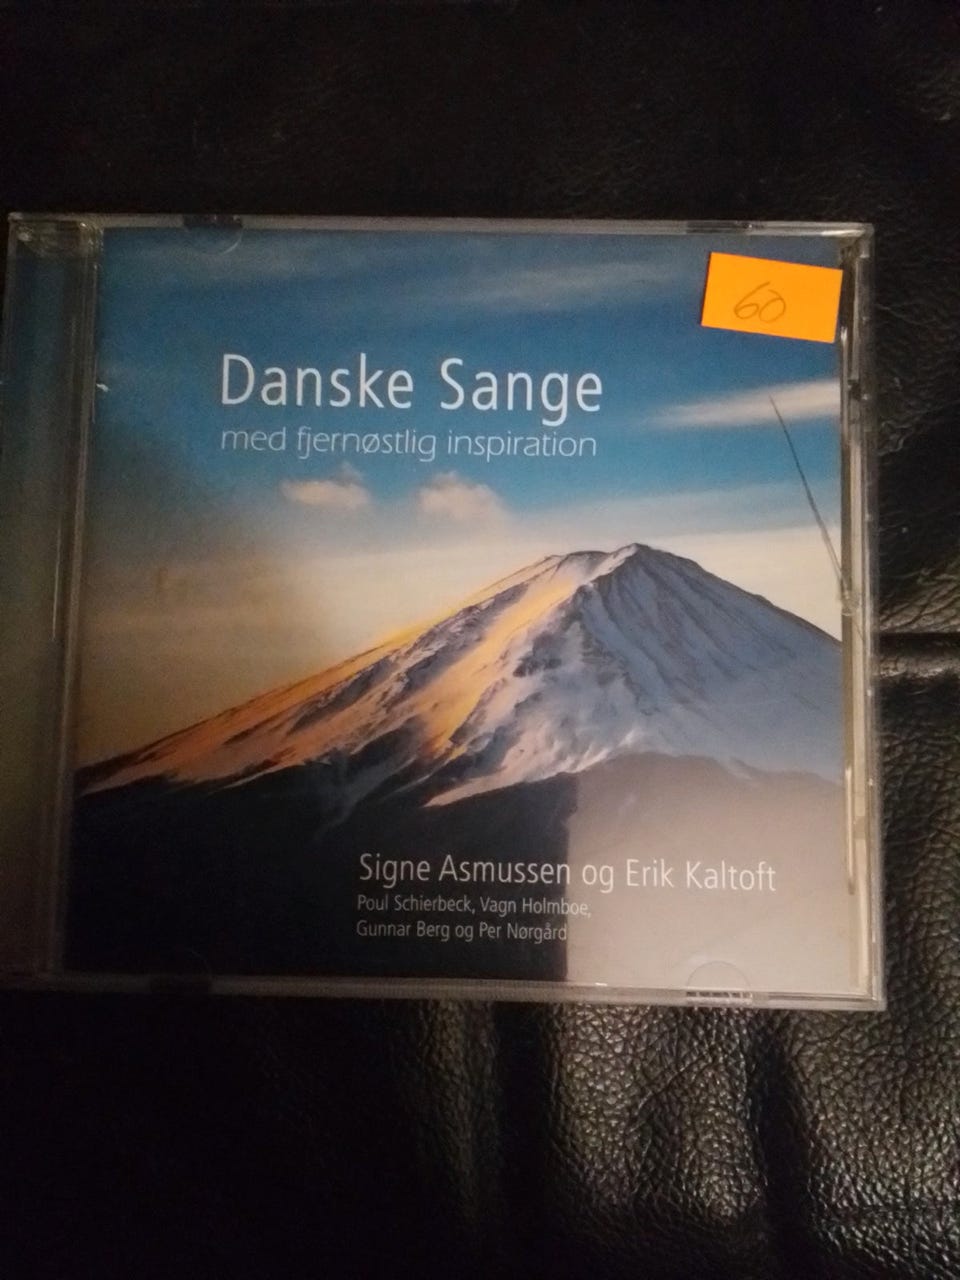 60
Danske Sange
med fjernøstlig inspiration
Signe Asmussen og Erik Kaltoft
Poul Schierbeck, Vagn Holmboe,
Gunnar Berg og Per Nørgård